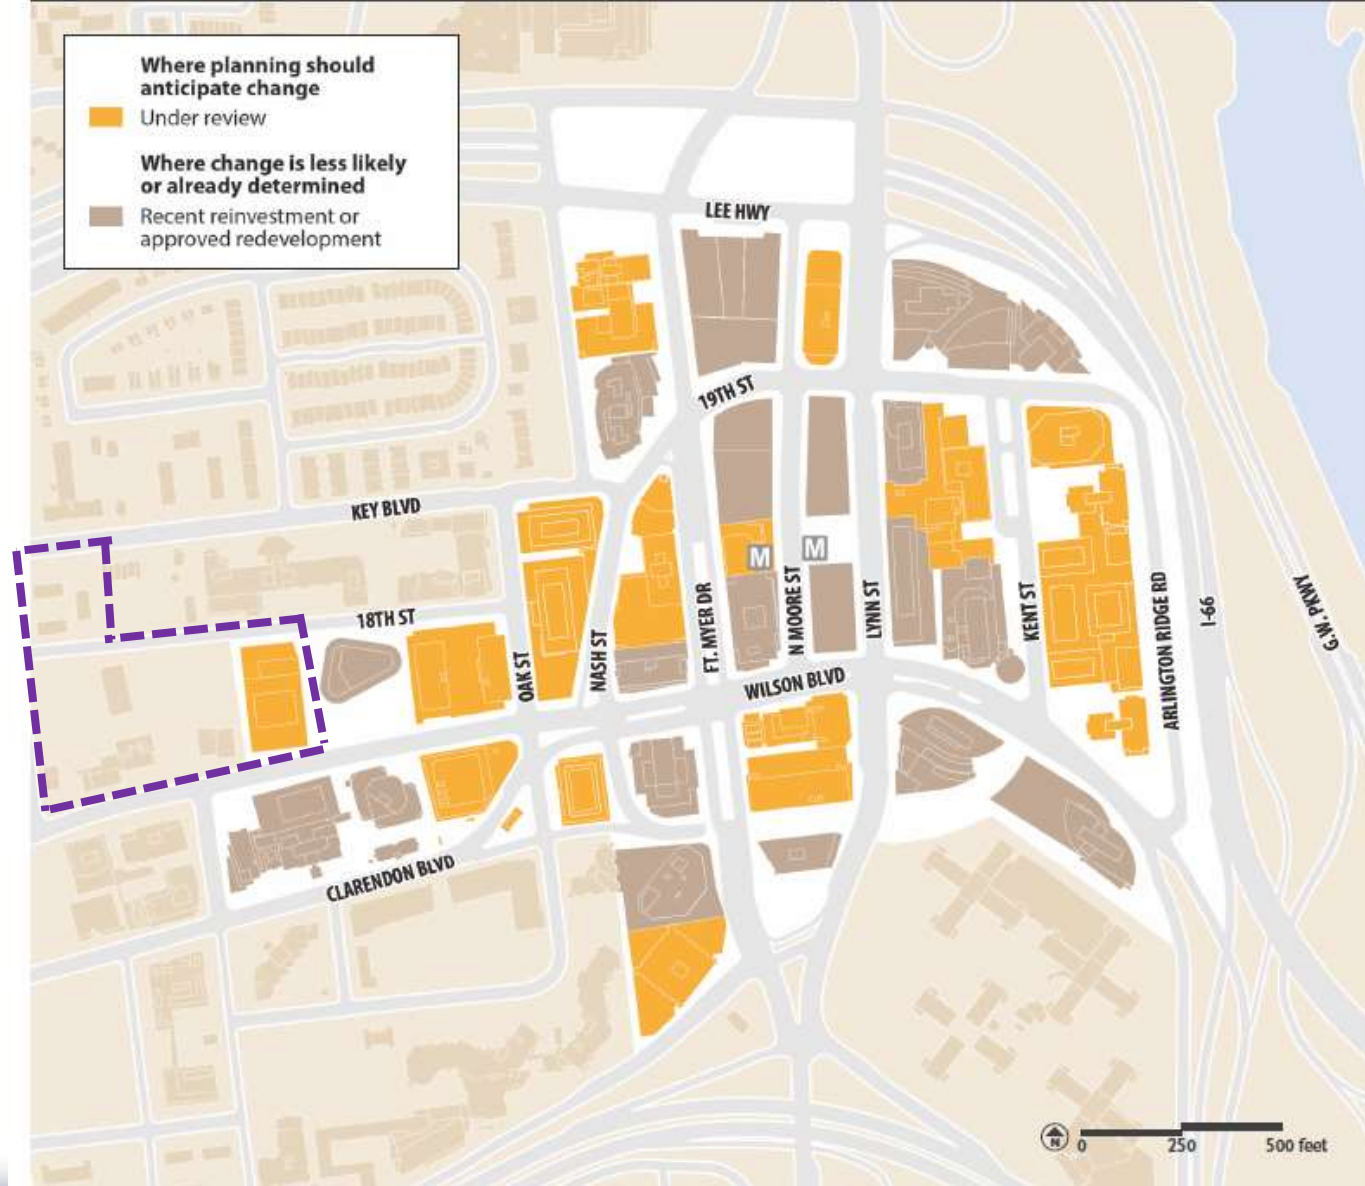 Where planning should
anticipate change
Under review
Where change is less likely
or already determined
Recent reinvestment or
approved redevelopment
LEE HWY
19TH ST
KEY BLVD
M
M
18TH ST
OAK ST
NASH ST
FT. MYER DR
N MOORE ST
LYNN ST
KENT ST
ARLINGTON RIDGE RD
I-66
G.W. PKWY
WILSON BLVD
CLARENDON BLVD
N
0 250 500 feet